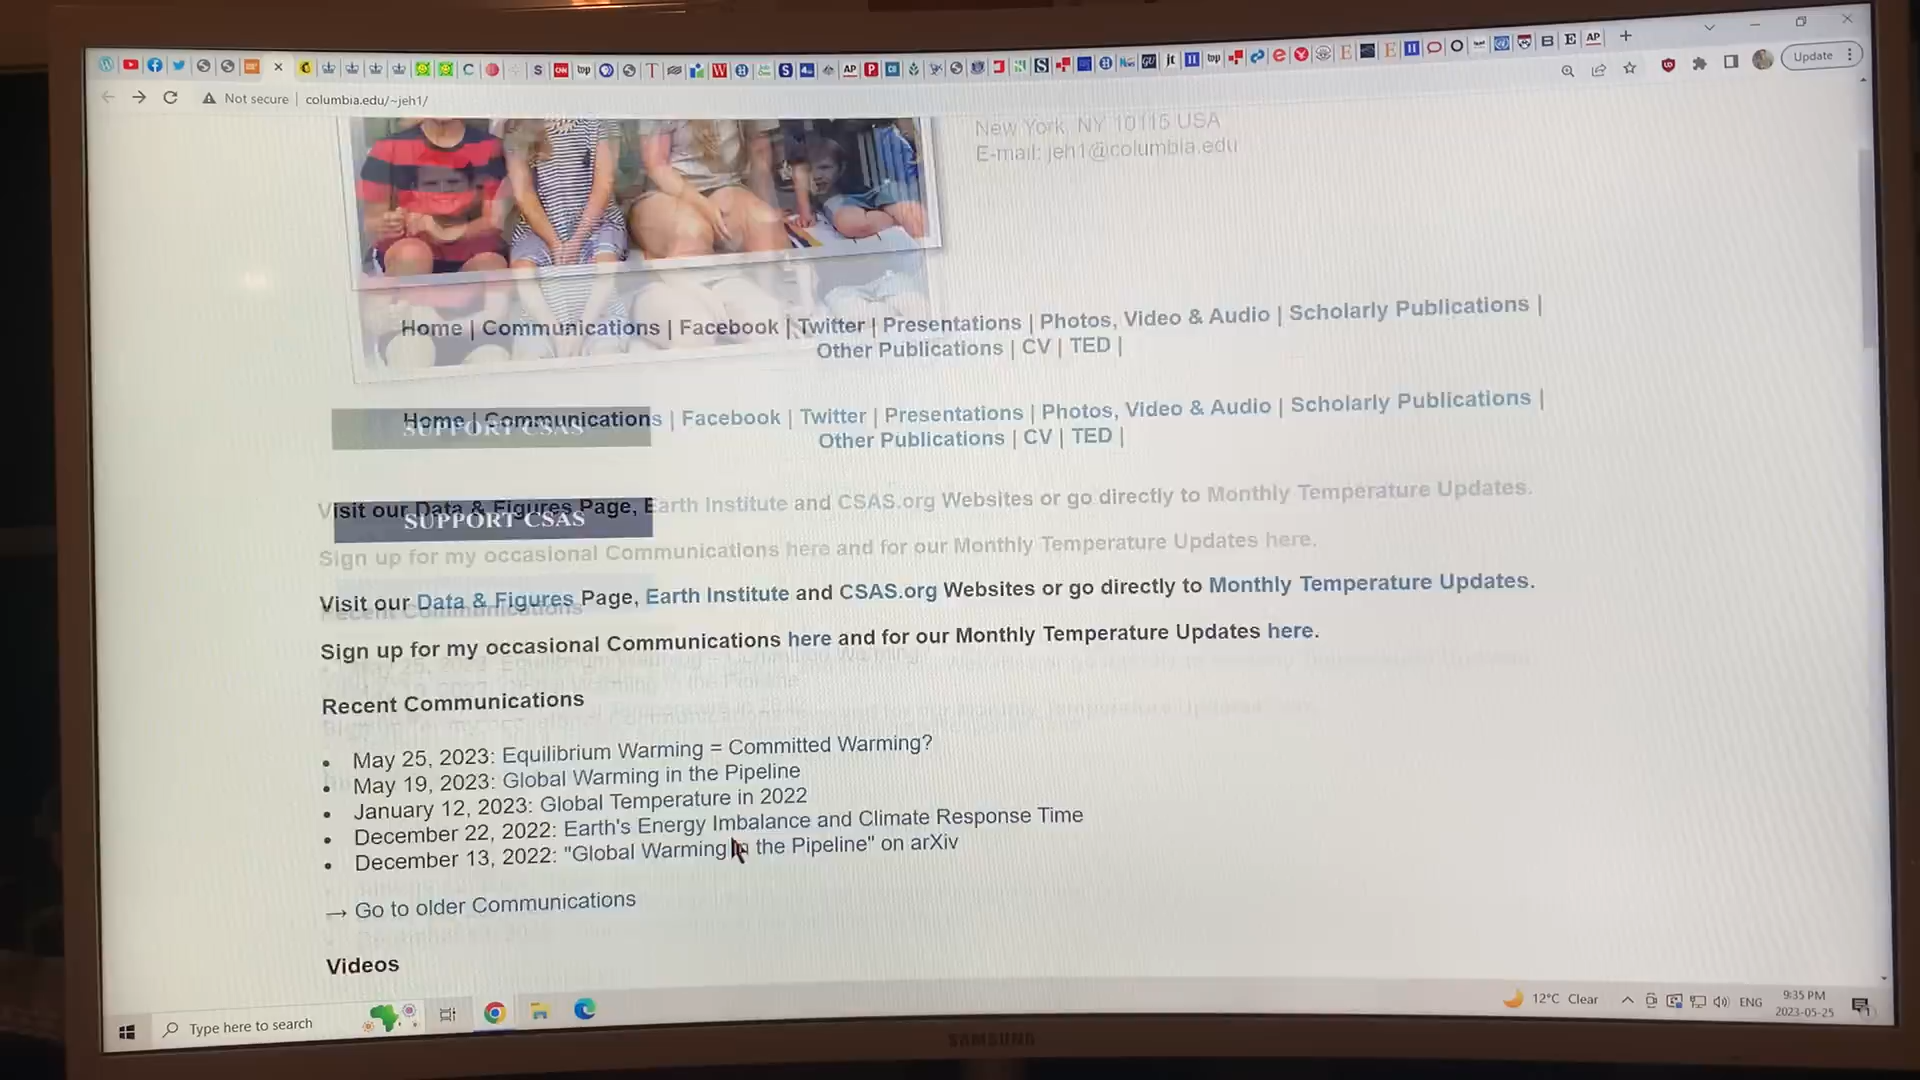 Not secure | columbia.edu/~jeh1/
Update
New York, NY 10115 USA
E-mail: jeh1@columbia.edu
Home | Communications | Facebook | Twitter | Presentations | Photos, Video & Audio | Scholarly Publications |
Other Publications | CV | TED |
Home | Communications | Facebook | Twitter | Presentations | Photos, Video & Audio | Scholarly Publications |
SUPPORT CSAS
Other Publications | CV | TED |
Visit our Data & Figures Page, Earth Institute and CSAS.org Websites or go directly to Monthly Temperature Updates.
SUPPORT CSAS
Sign up for my occasional Communications here and for our Monthly Temperature Updates here.
Visit our Data & Figures Page, Earth Institute and CSAS.org Websites or go directly to Monthly Temperature Updates.
Recent Communications
Sign up for my occasional Communications here and for our Monthly Temperature Updates here.
Recent Communications
• May 25, 2023: Equilibrium Warming = Committed Warming?
• May 19, 2023: Global Warming in the Pipeline
• January 12, 2023: Global Temperature in 2022
• December 22, 2022: Earth's Energy Imbalance and Climate Response Time
• December 13, 2022: "Global Warming in the Pipeline" on arXiv
→ Go to older Communications
Videos
Type here to search
12°C Clear
ENG
9:35 PM
2023-05-25
SAMSUNG